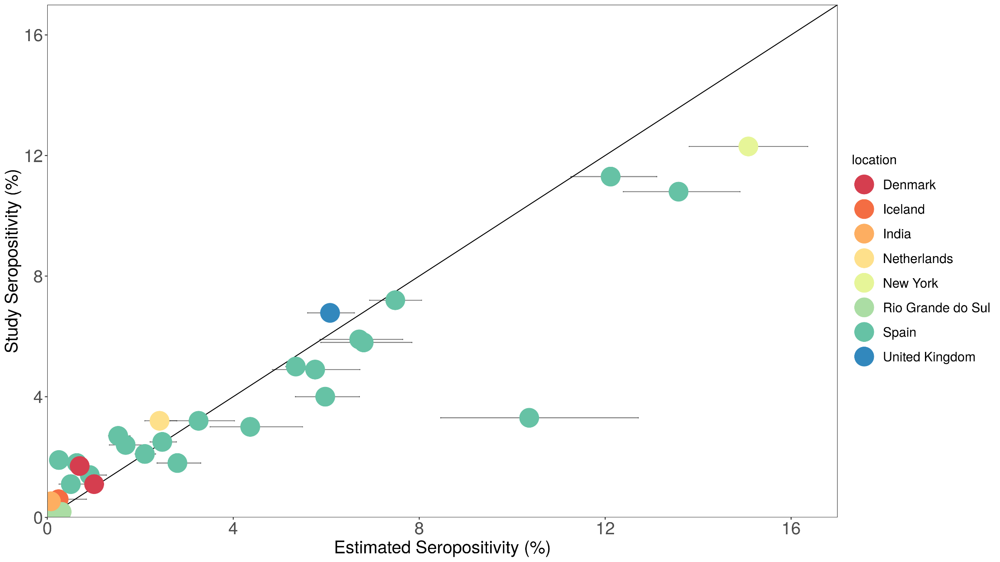 16
12
8
4
0
0 4 8 12 16
Study Seropositivity (%)
Estimated Seropositivity (%)
location
Denmark
Iceland
India
Netherlands
New York
Rio Grande do Sul
Spain
United Kingdom